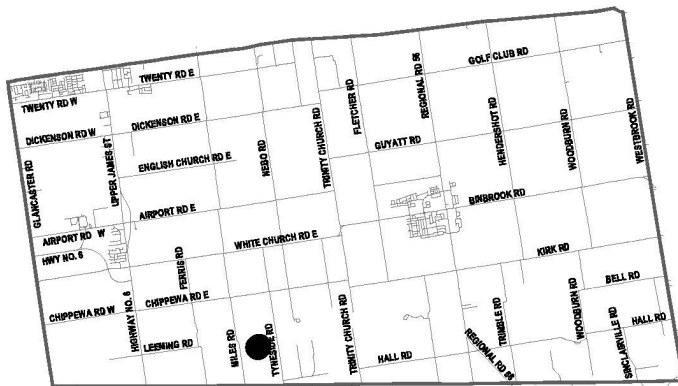 GOLF CLUB RD
TWENTY RD E
TWENTY RD W
FLETCHER RD
REGIONAL RD 56
DICKENSON RD E
DICKENSON RD W
GUYATT RD
HENDERSHOT RD
WOODBURN RD
WESTBROOK RD
UPPER JAMES ST
ENGLISH CHURCH RD E
NEBO RD
TRINITY CHURCH RD
GLANCASTER RD
BINBROOK RD
AIRPORT RD E
AIRPORT RD W
WHITE CHURCH RD E
HWY NO. 6
KIRK RD
FERRIS RD
BELL RD
CHIPPEWA RD E
CHIPPEWA RD W
HIGHWAY NO. 6
LEEMING RD
MILES RD
TYNESIDE RD
TRINITY CHURCH RD
HALL RD
REGIONAL RD 56
TRIMBLE RD
WOODBURN RD
SINCLAIRVILLE RD
HALL RD